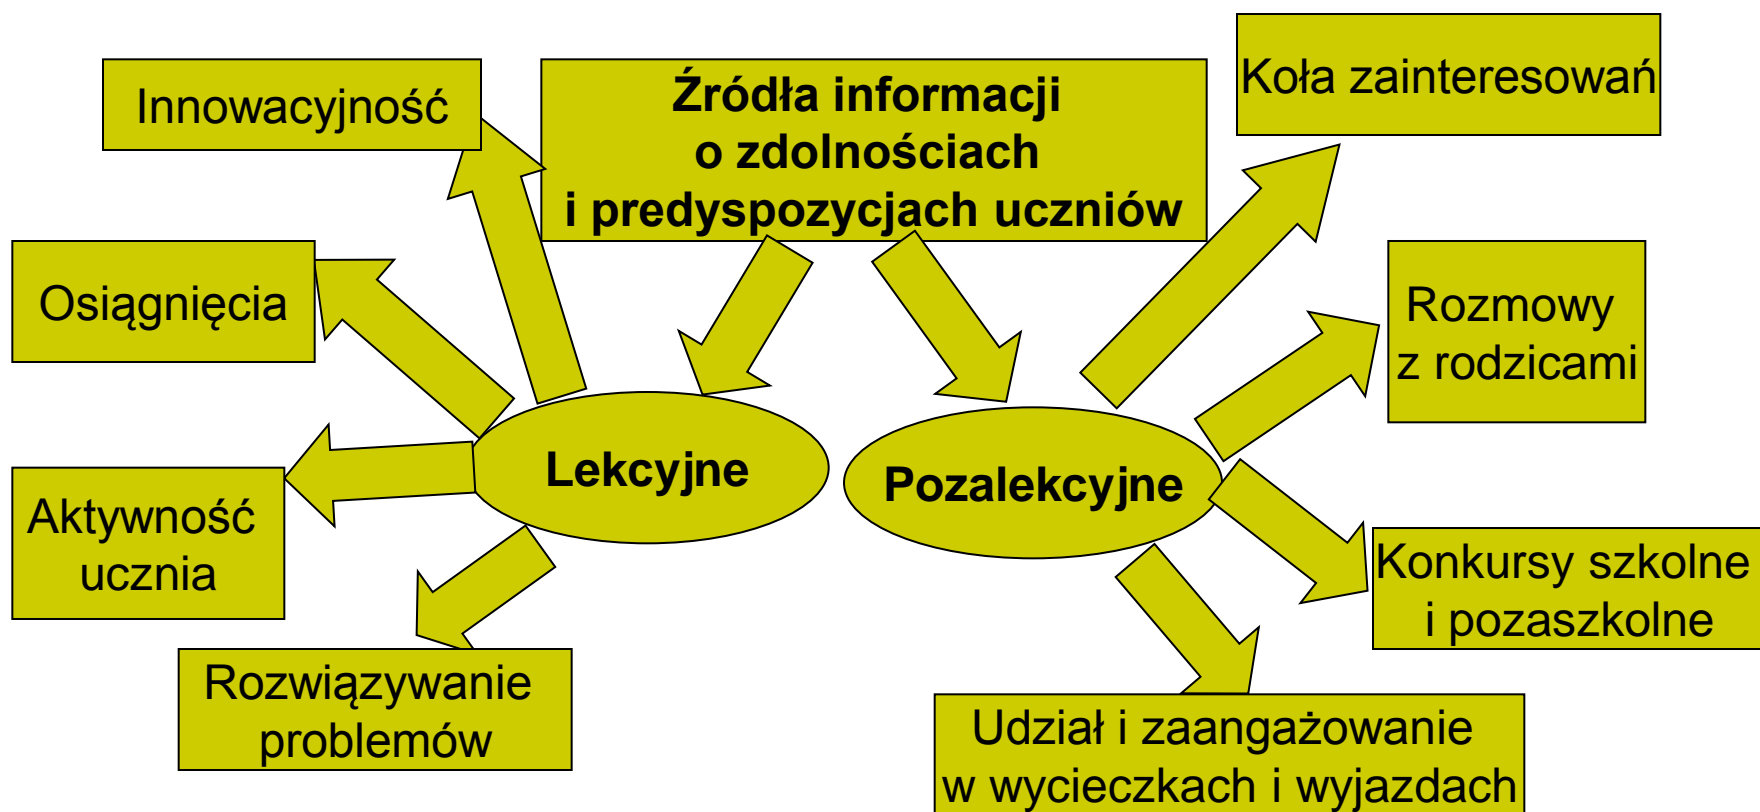 Źródła informacji
o zdolnościach
i predyspozycjach uczniów
Innowacyjność
Osiągnięcia
Aktywność
ucznia
Rozwiązywanie
problemów
Lekcyjne
Pozalekcyjne
Koła zainteresowań
Rozmowy
z rodzicami
Konkursy szkolne
i pozaszkolne
Udział i zaangażowanie
w wycieczkach i wyjazdach